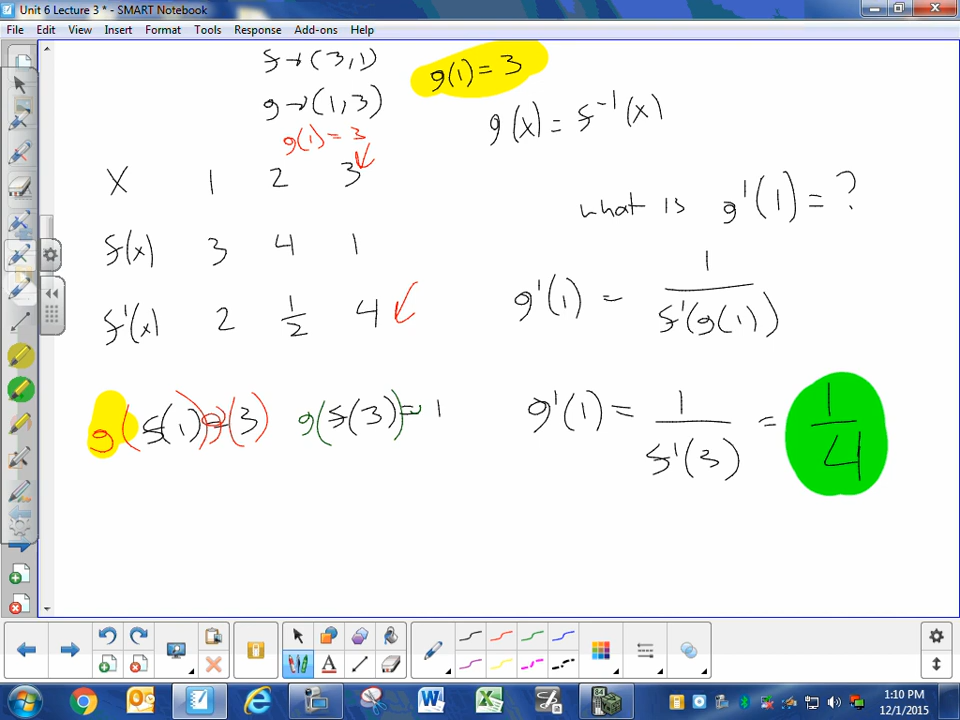 Unit 6 Lecture 3 * - SMART Notebook
File Edit View Insert Format Tools Response Add-ons Help
f → (3,1)
g(1) = 3
g → (1,3)
g(x) = f⁻¹(x)
g(1) = 3
X 1 2 3
what is g'(1) = ?
f(x) 3 4 1
g'(1) = 1/f'(g(1))
f'(x) 2 1/2 4
g(f(1))=g(3) g(f(3))= 1
g'(1) = 1/f'(3) = 1/4
1:10 PM
12/1/2015